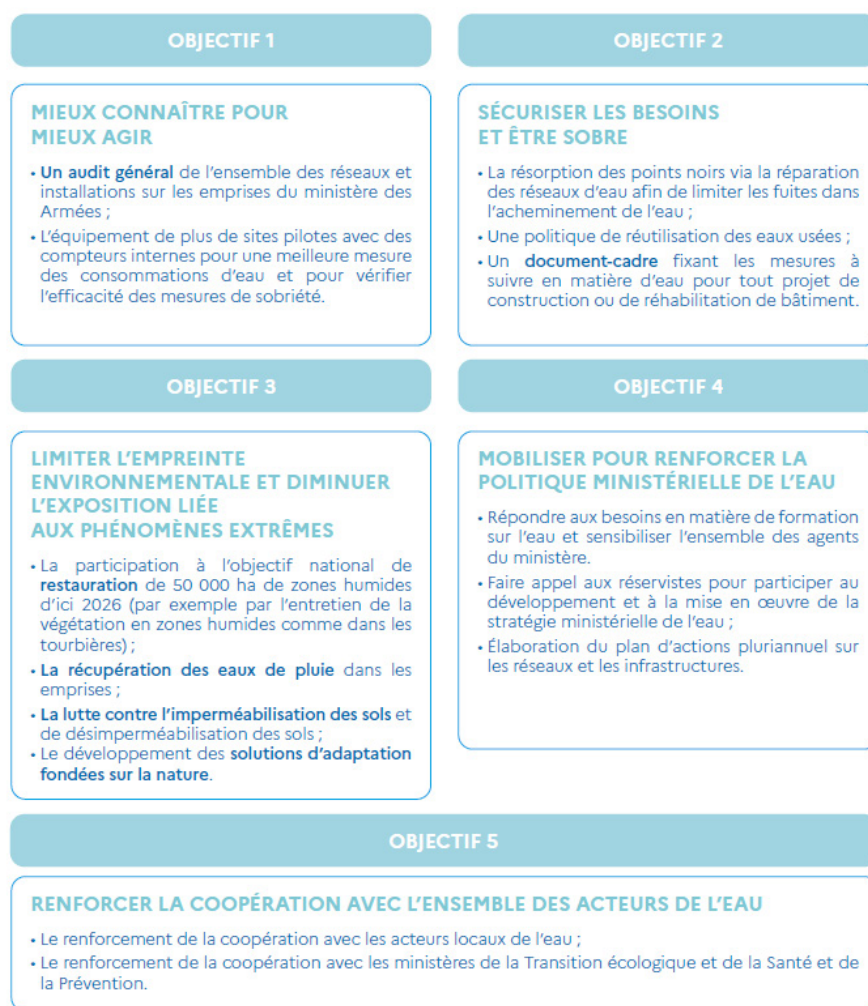 OBJECTIF 1
MIEUX CONNAÎTRE POUR
MIEUX AGIR
• Un audit général de l'ensemble des réseaux et
installations sur les emprises du ministère des
Armées ;
• L'équipement de plus de sites pilotes avec des
compteurs internes pour une meilleure mesure
des consommations d'eau et pour vérifier
l'efficacité des mesures de sobriété.
OBJECTIF 2
SÉCURISER LES BESOINS
ET ÊTRE SOBRE
• La résorption des points noirs via la réparation
des réseaux d'eau afin de limiter les fuites dans
l'acheminement de l'eau ;
• Une politique de réutilisation des eaux usées ;
• Un document-cadre fixant les mesures à
suivre en matière d'eau pour tout projet de
construction ou de réhabilitation de bâtiment.
OBJECTIF 3
LIMITER L'EMPREINTE
ENVIRONNEMENTALE ET DIMINUER
L'EXPOSITION LIÉE
AUX PHÉNOMÈNES EXTRÊMES
• La participation à l'objectif national de
restauration de 50 000 ha de zones humides
d'ici 2026 (par exemple par l'entretien de la
végétation en zones humides comme dans les
tourbières) ;
• La récupération des eaux de pluie dans les
emprises ;
• La lutte contre l'imperméabilisation des sols et
de désimperméabilisation des sols ;
• Le développement des solutions d'adaptation
fondées sur la nature.
OBJECTIF 4
MOBILISER POUR RENFORCER LA
POLITIQUE MINISTÉRIELLE DE L'EAU
• Répondre aux besoins en matière de formation
sur l'eau et sensibiliser l'ensemble des agents
du ministère.
• Faire appel aux réservistes pour participer au
développement et à la mise en œuvre de la
stratégie ministérielle de l'eau ;
• Élaboration du plan d'actions pluriannuel sur
les réseaux et les infrastructures.
OBJECTIF 5
RENFORCER LA COOPÉRATION AVEC L'ENSEMBLE DES ACTEURS DE L'EAU
• Le renforcement de la coopération avec les acteurs locaux de l'eau ;
• Le renforcement de la coopération avec les ministères de la Transition écologique et de la Santé et de
la Prévention.